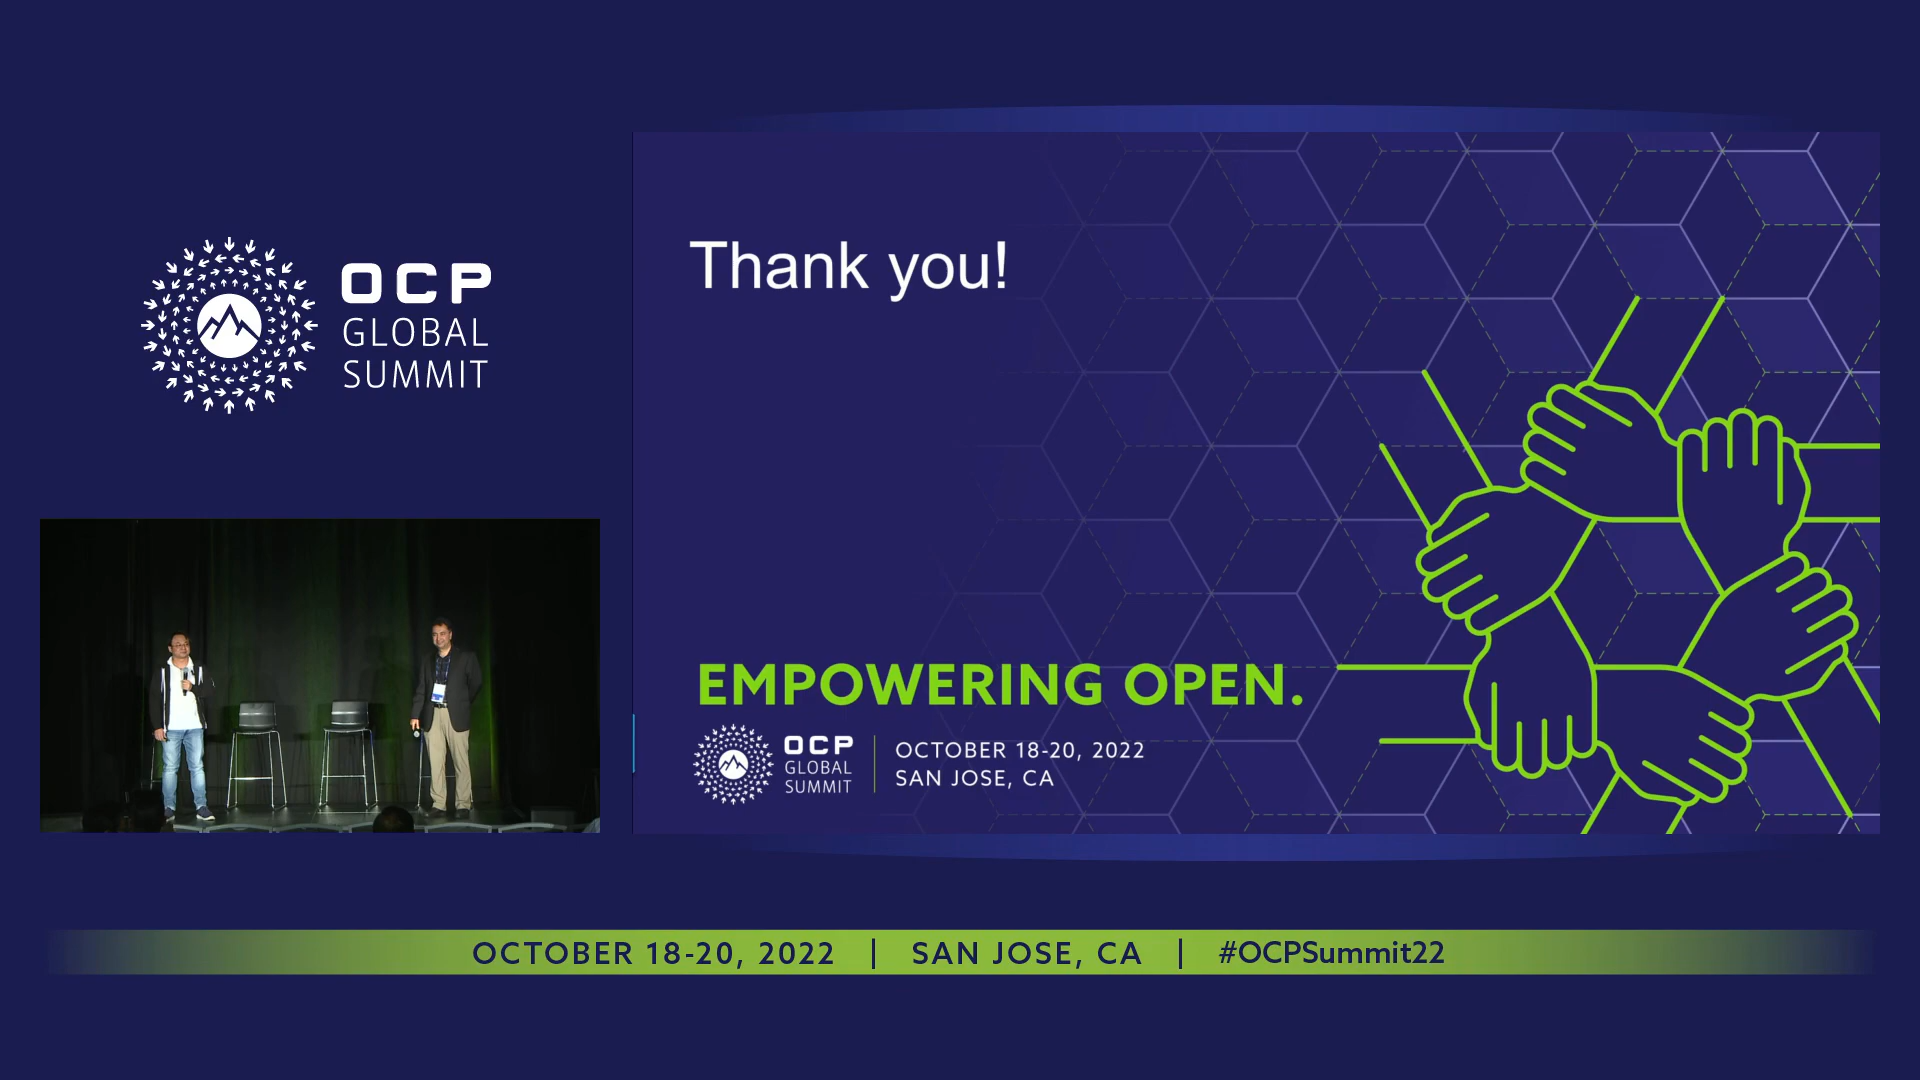 OCP
GLOBAL
SUMMIT
Thank you!
EMPOWERING OPEN.
OCP
GLOBAL
SUMMIT
OCTOBER 18-20, 2022
SAN JOSE, CA
OCTOBER 18-20, 2022 | SAN JOSE, CA | #OCPSummit22